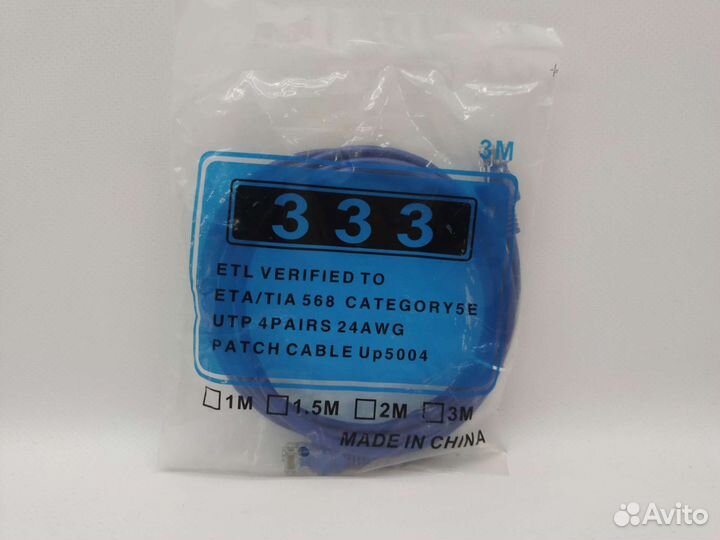 3M
333
ETL VERIFIED TO
ETA/TIA 568 CATEGORY5E
UTP 4PAIRS 24AWG
PATCH CABLE Up5004
1M 1.5M 2M 3M
MADE IN CHINA
Avito